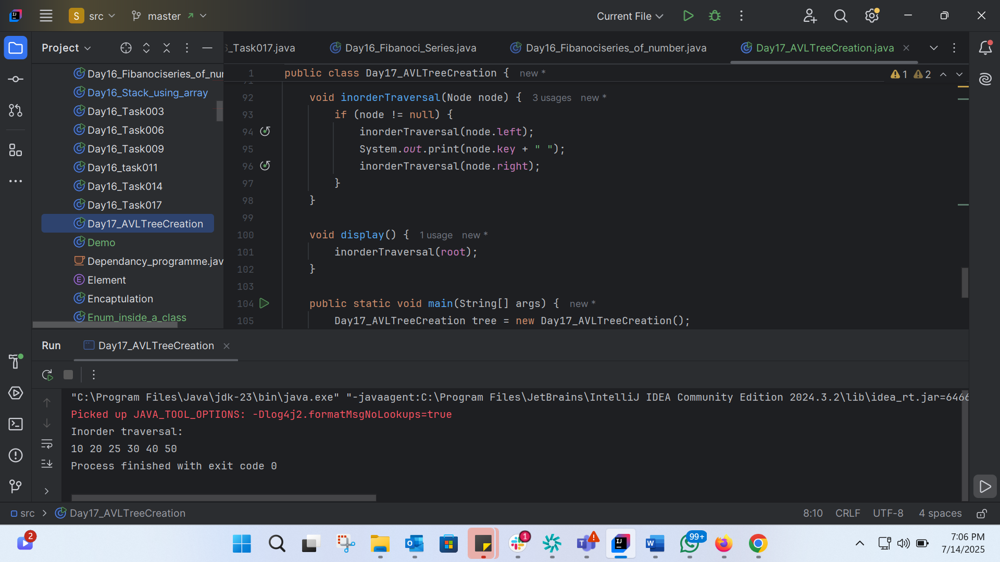 S src master Current File
Project
_Task017.java Day16_Fibanoci_Series.java Day16_Fibanociseries_of_number.java Day17_AVLTreeCreation.java
Day16_Fibanociseries_of_nu
Day16_Stack_using_array
Day16_Task003
Day16_Task006
Day16_Task009
Day16_task011
Day16_Task014
Day16_Task017
Day17_AVLTreeCreation
Demo
Dependancy_programme.jav
E Element
Encaptulation
Enum_inside_a_class
1 public class Day17_AVLTreeCreation { new *
1 2
91
92 void inorderTraversal(Node node) { 3 usages new *
93 if (node != null) {
94 inorderTraversal(node.left);
95 System.out.print(node.key + " ");
96 inorderTraversal(node.right);
97 }
98 }
99
100 void display() { 1 usage new *
101 inorderTraversal(root);
102 }
103
104 public static void main(String[] args) { new *
105 Day17_AVLTreeCreation tree = new Day17_AVLTreeCreation();
Run Day17_AVLTreeCreation
"C:\Program Files\Java\jdk-23\bin\java.exe" "-javaagent:C:\Program Files\JetBrains\IntelliJ IDEA Community Edition 2024.3.2\lib\idea_rt.jar=6466
Picked up JAVA_TOOL_OPTIONS: -Dlog4j2.formatMsgNoLookups=true
Inorder traversal:
10 20 25 30 40 50
Process finished with exit code 0
src > Day17_AVLTreeCreation 8:10 CRLF UTF-8 4 spaces
2
1
99+
7:06 PM
7/14/2025